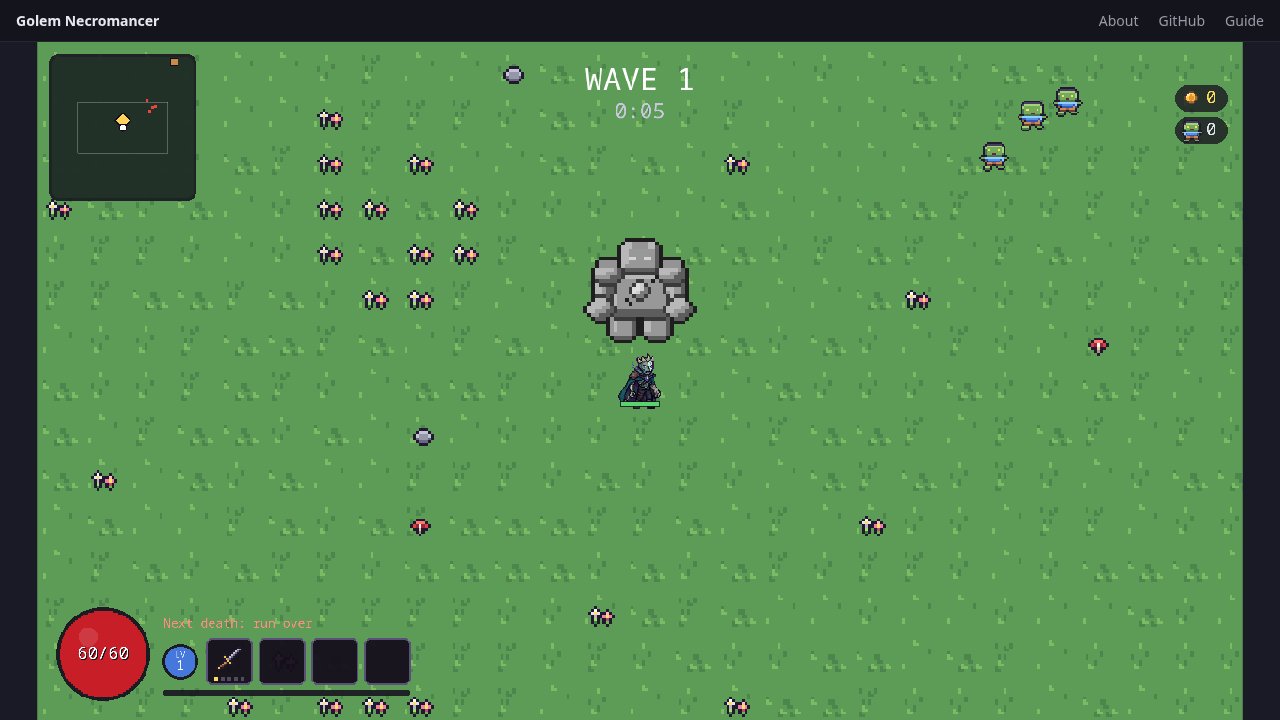 Golem Necromancer
About GitHub Guide
WAVE 1
0:05
0
0
Next death: run over
60/60
LV
1